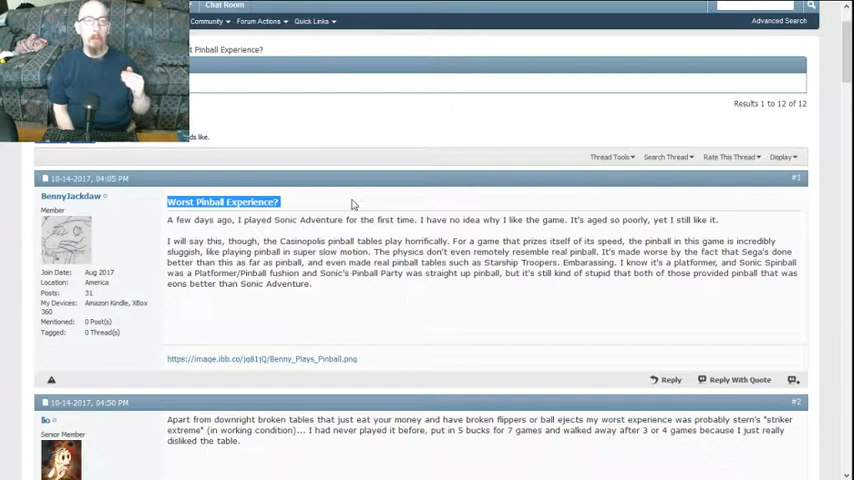 Chat Room
Community Forum Actions Quick Links
Advanced Search
t Pinball Experience?
Results 1 to 12 of 12
ds like.
Thread Tools Search Thread Rate This Thread Display
10-14-2017, 04:05 PM #1
BennyJackdaw
Member
Join Date: Aug 2017
Location: America
Posts: 31
My Devices: Amazon Kindle, XBox
360
Mentioned: 0 Post(s)
Tagged: 0 Thread(s)
Worst Pinball Experience?
A few days ago, I played Sonic Adventure for the first time. I have no idea why I like the game. It's aged so poorly, yet I still like it.
I will say this, though, the Casinopolis pinball tables play horrifically. For a game that prizes itself of its speed, the pinball in this game is incredibly
sluggish, like playing pinball in super slow motion. The physics don't even remotely resemble real pinball. It's made worse by the fact that Sega's done
better than this as far as pinball, and even made real pinball tables such as Starship Troopers. Embarassing. I know it's a platformer, and Sonic Spinball
was a Platformer/Pinball fushion and Sonic's Pinball Party was straight up pinball, but it's still kind of stupid that both of those provided pinball that was
eons better than Sonic Adventure.
https://image.ibb.co/jq81jQ/Benny_Plays_Pinball.png
Reply Reply With Quote
10-14-2017, 04:50 PM #2
lio
Senior Member
Apart from downright broken tables that just eat your money and have broken flippers or ball ejects my worst experience was probably stern's "striker
extreme" (in working condition)... I had never played it before, put in 5 bucks for 7 games and walked away after 3 or 4 games because I just really
disliked the table.